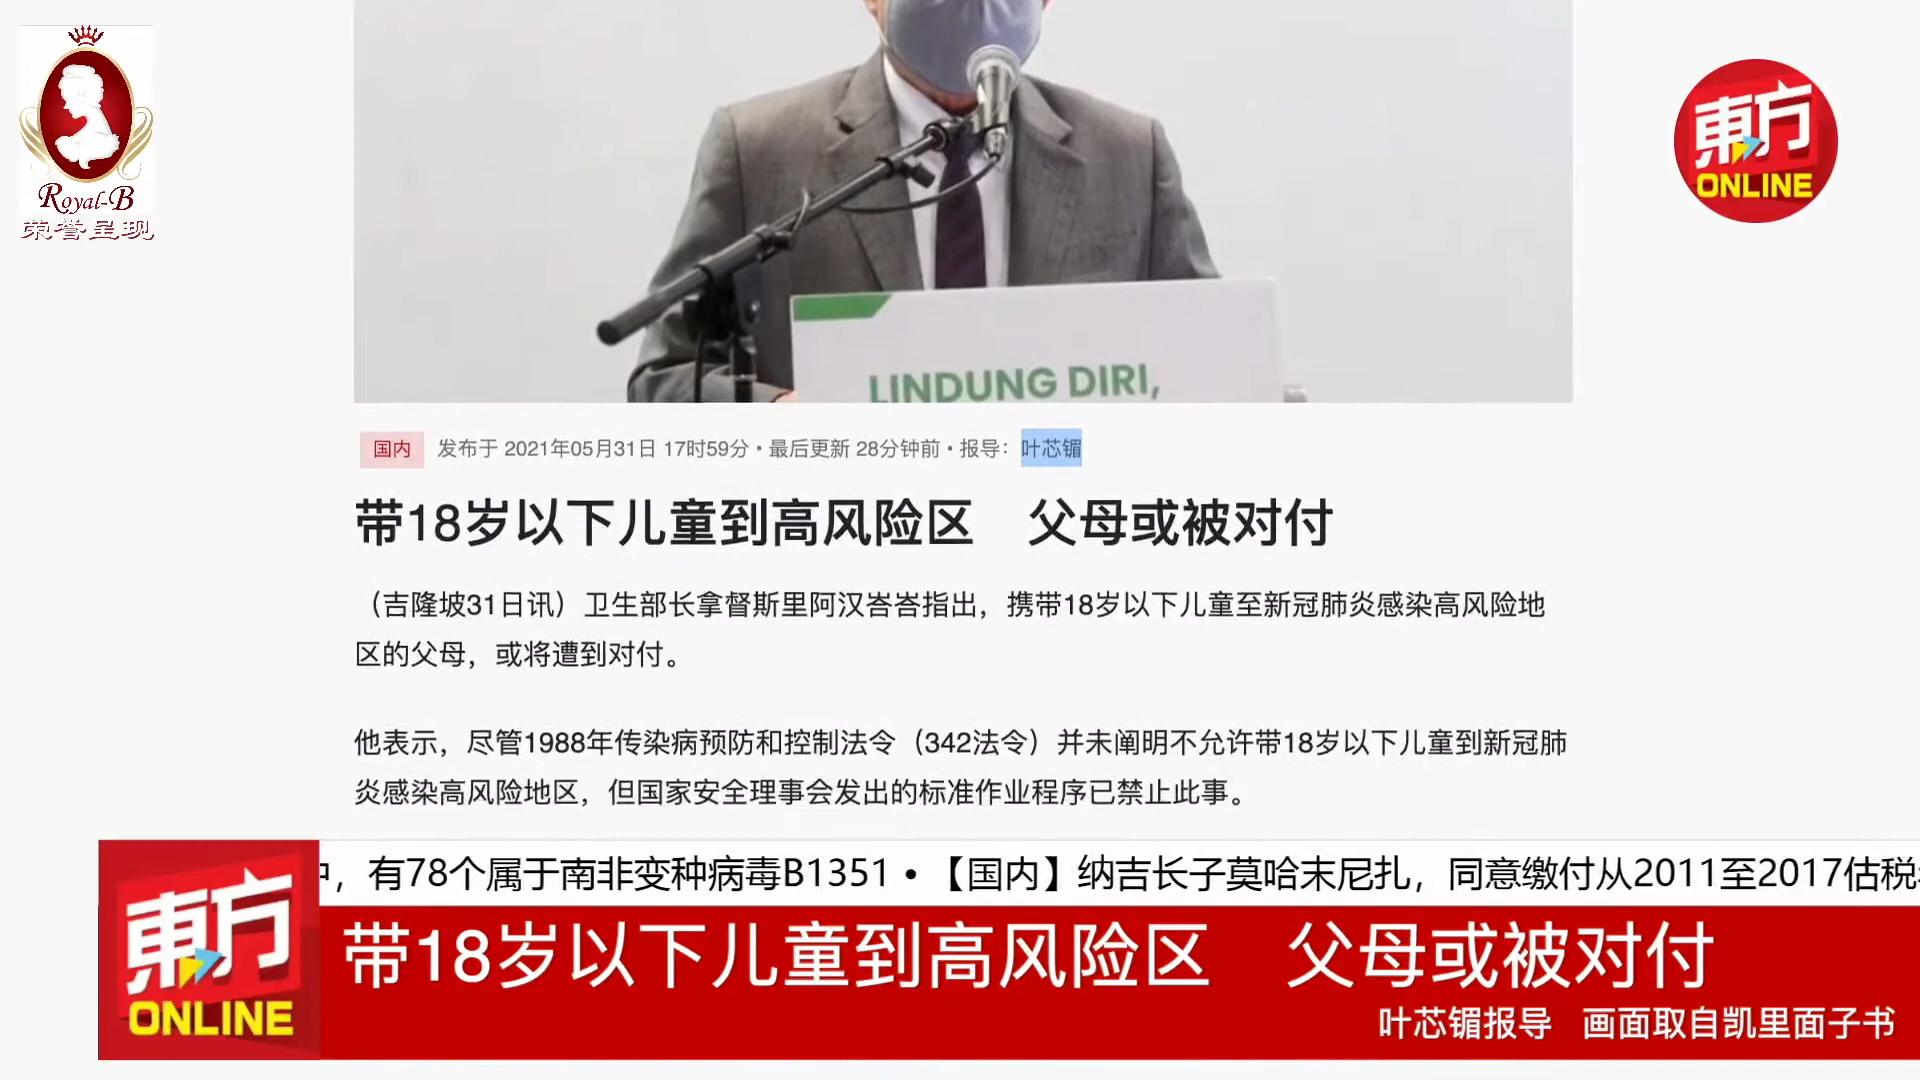 Royal-B
荣誉呈现
東方
ONLINE
LINDUNG DIRI,
国内 发布于 2021年05月31日 17时59分 • 最后更新 28分钟前 • 报导：叶芯镅
带18岁以下儿童到高风险区　父母或被对付
（吉隆坡31日讯）卫生部长拿督斯里阿汉峇峇指出，携带18岁以下儿童至新冠肺炎感染高风险地
区的父母，或将遭到对付。
他表示，尽管1988年传染病预防和控制法令（342法令）并未阐明不允许带18岁以下儿童到新冠肺
炎感染高风险地区，但国家安全理事会发出的标准作业程序已禁止此事。
中，有78个属于南非变种病毒B1351 • 【国内】纳吉长子莫哈末尼扎，同意缴付从2011至2017估税
東方
ONLINE
带18岁以下儿童到高风险区　父母或被对付
叶芯镅报导　画面取自凯里面子书